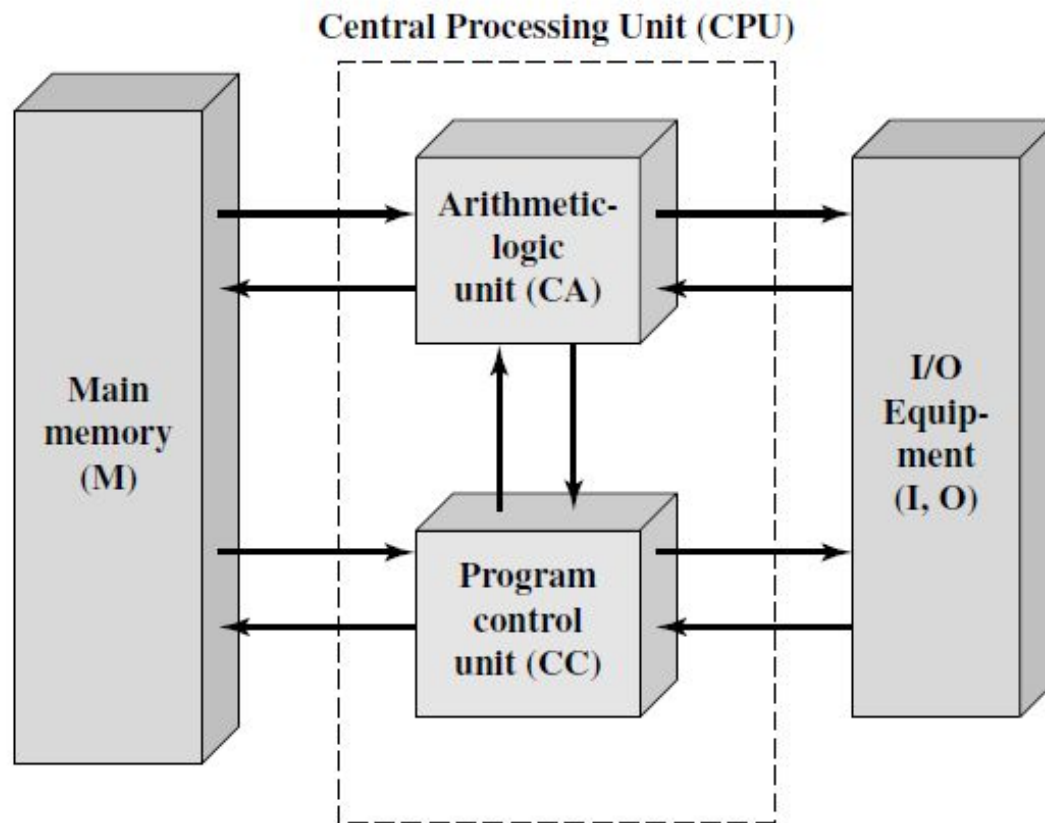 Central Processing Unit (CPU)
Arithmetic-
logic
unit (CA)
Main
memory
(M)
I/O
Equip-
ment
(I, O)
Program
control
unit (CC)